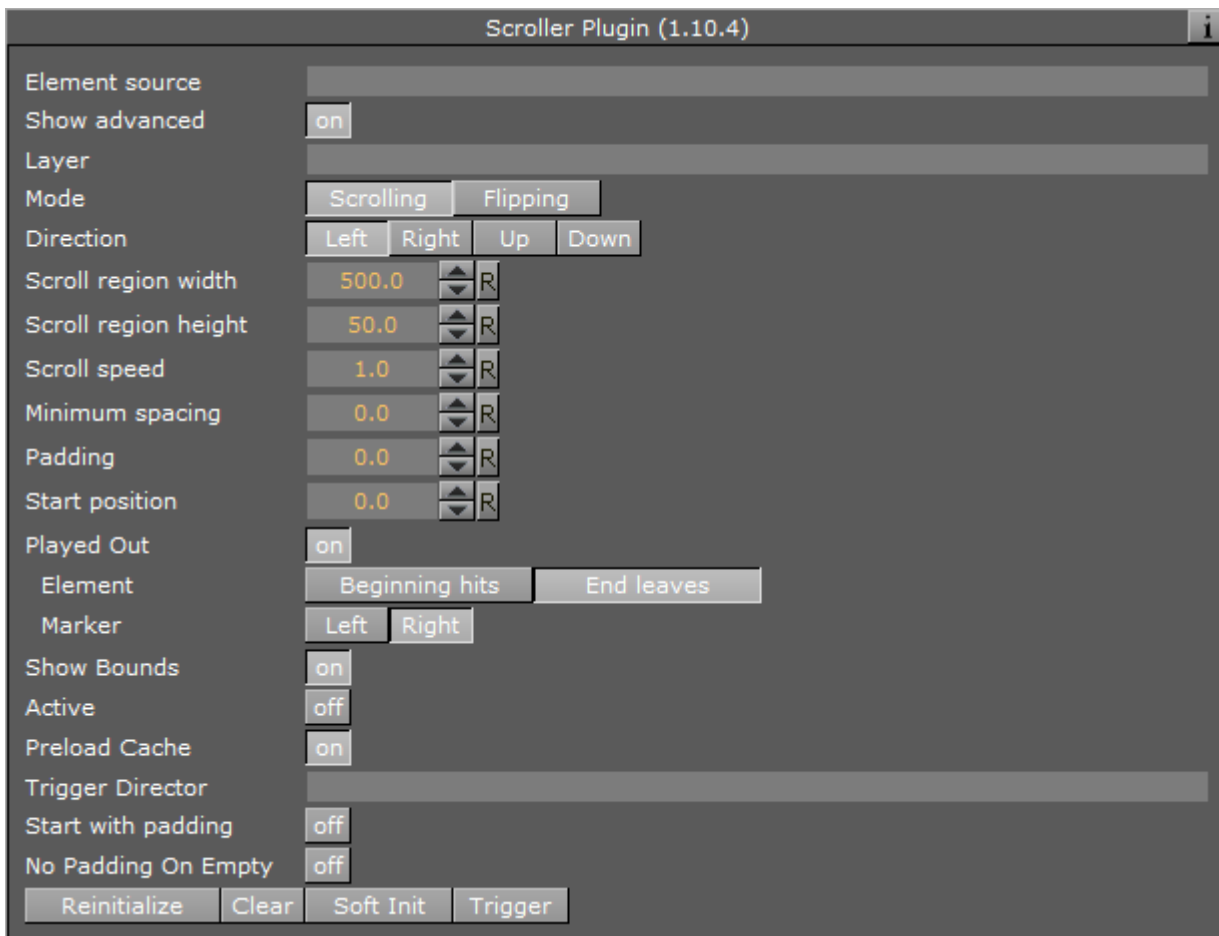 Scroller Plugin (1.10.4) i
Element source
Show advanced on
Layer
Mode Scrolling Flipping
Direction Left Right Up Down
Scroll region width 500.0 R
Scroll region height 50.0 R
Scroll speed 1.0 R
Minimum spacing 0.0 R
Padding 0.0 R
Start position 0.0 R
Played Out on
Element Beginning hits End leaves
Marker Left Right
Show Bounds on
Active off
Preload Cache on
Trigger Director
Start with padding off
No Padding On Empty off
Reinitialize Clear Soft Init Trigger